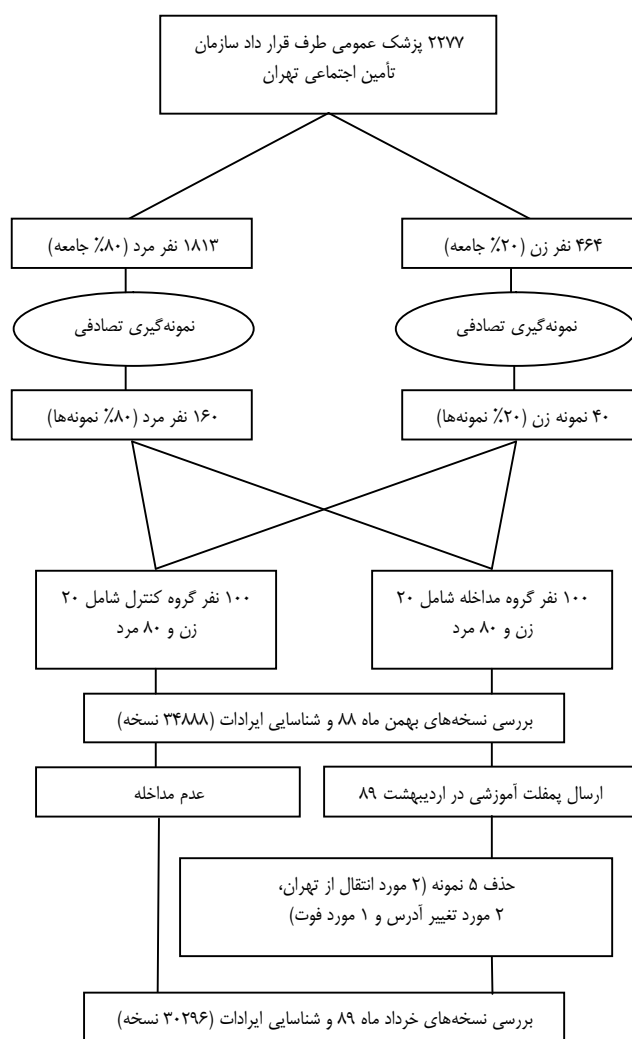 ۲۲۷۷ پزشک عمومی طرف قرار داد سازمان
تأمین اجتماعی تهران
۴۶۴ نفر زن (۲۰٪ جامعه)
۱۸۱۳ نفر مرد (۸۰٪ جامعه)
نمونه‌گیری تصادفی
نمونه‌گیری تصادفی
۴۰ نمونه زن (۲۰٪ نمونه‌ها)
۱۶۰ نفر مرد (۸۰٪ نمونه‌ها)
۱۰۰ نفر گروه مداخله شامل ۲۰
زن و ۸۰ مرد
۱۰۰ نفر گروه کنترل شامل ۲۰
زن و ۸۰ مرد
بررسی نسخه‌های بهمن ماه ۸۸ و شناسایی ایرادات (۳۴۸۸۸ نسخه)
ارسال پمفلت آموزشی در اردیبهشت ۸۹
عدم مداخله
حذف ۵ نمونه (۲ مورد انتقال از تهران،
۲ مورد تغییر آدرس و ۱ مورد فوت)
بررسی نسخه‌های خرداد ماه ۸۹ و شناسایی ایرادات (۳۰۲۹۶ نسخه)